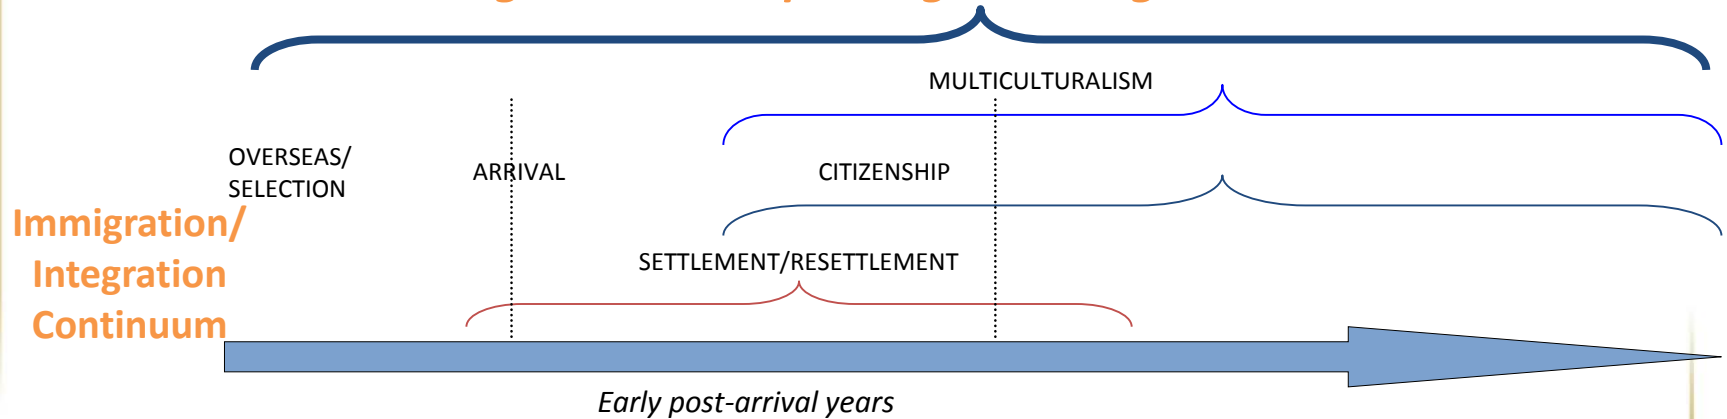 MULTICULTURALISM
OVERSEAS/
SELECTION
ARRIVAL
CITIZENSHIP
Immigration/
Integration
Continuum
SETTLEMENT/RESETTLEMENT
Early post-arrival years